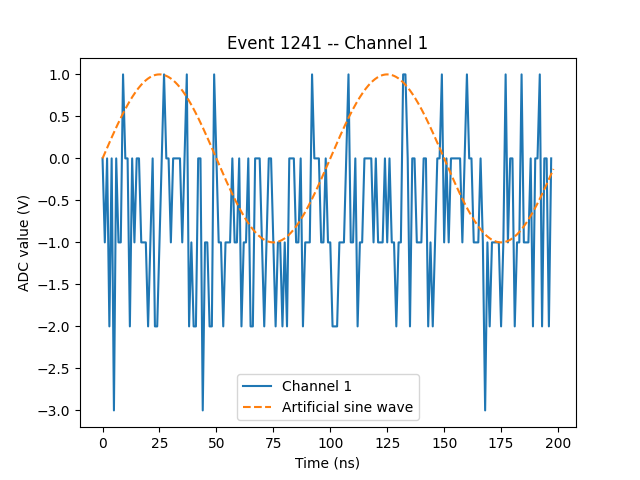 Event 1241 -- Channel 1
ADC value (V)
1.0
0.5
0.0
−0.5
−1.0
−1.5
−2.0
−2.5
−3.0
Channel 1
Artificial sine wave
0 25 50 75 100 125 150 175 200
Time (ns)